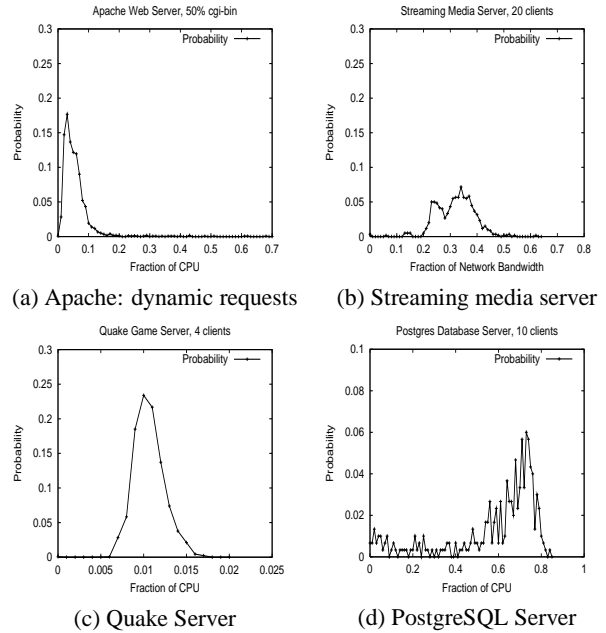 Apache Web Server, 50% cgi-bin
Probability
0.3
0.25
0.2
0.15
0.1
0.05
0
Probability
0 0.1 0.2 0.3 0.4 0.5 0.6 0.7
Fraction of CPU
(a) Apache: dynamic requests
Streaming Media Server, 20 clients
Probability
0.3
0.25
0.2
0.15
0.1
0.05
0
Probability
0 0.1 0.2 0.3 0.4 0.5 0.6 0.7 0.8
Fraction of Network Bandwidth
(b) Streaming media server
Quake Game Server, 4 clients
Probability
0.3
0.25
0.2
0.15
0.1
0.05
0
Probability
0 0.005 0.01 0.015 0.02 0.025
Fraction of CPU
(c) Quake Server
Postgres Database Server, 10 clients
Probability
0.1
0.08
0.06
0.04
0.02
0
Probability
0 0.2 0.4 0.6 0.8 1
Fraction of CPU
(d) PostgreSQL Server